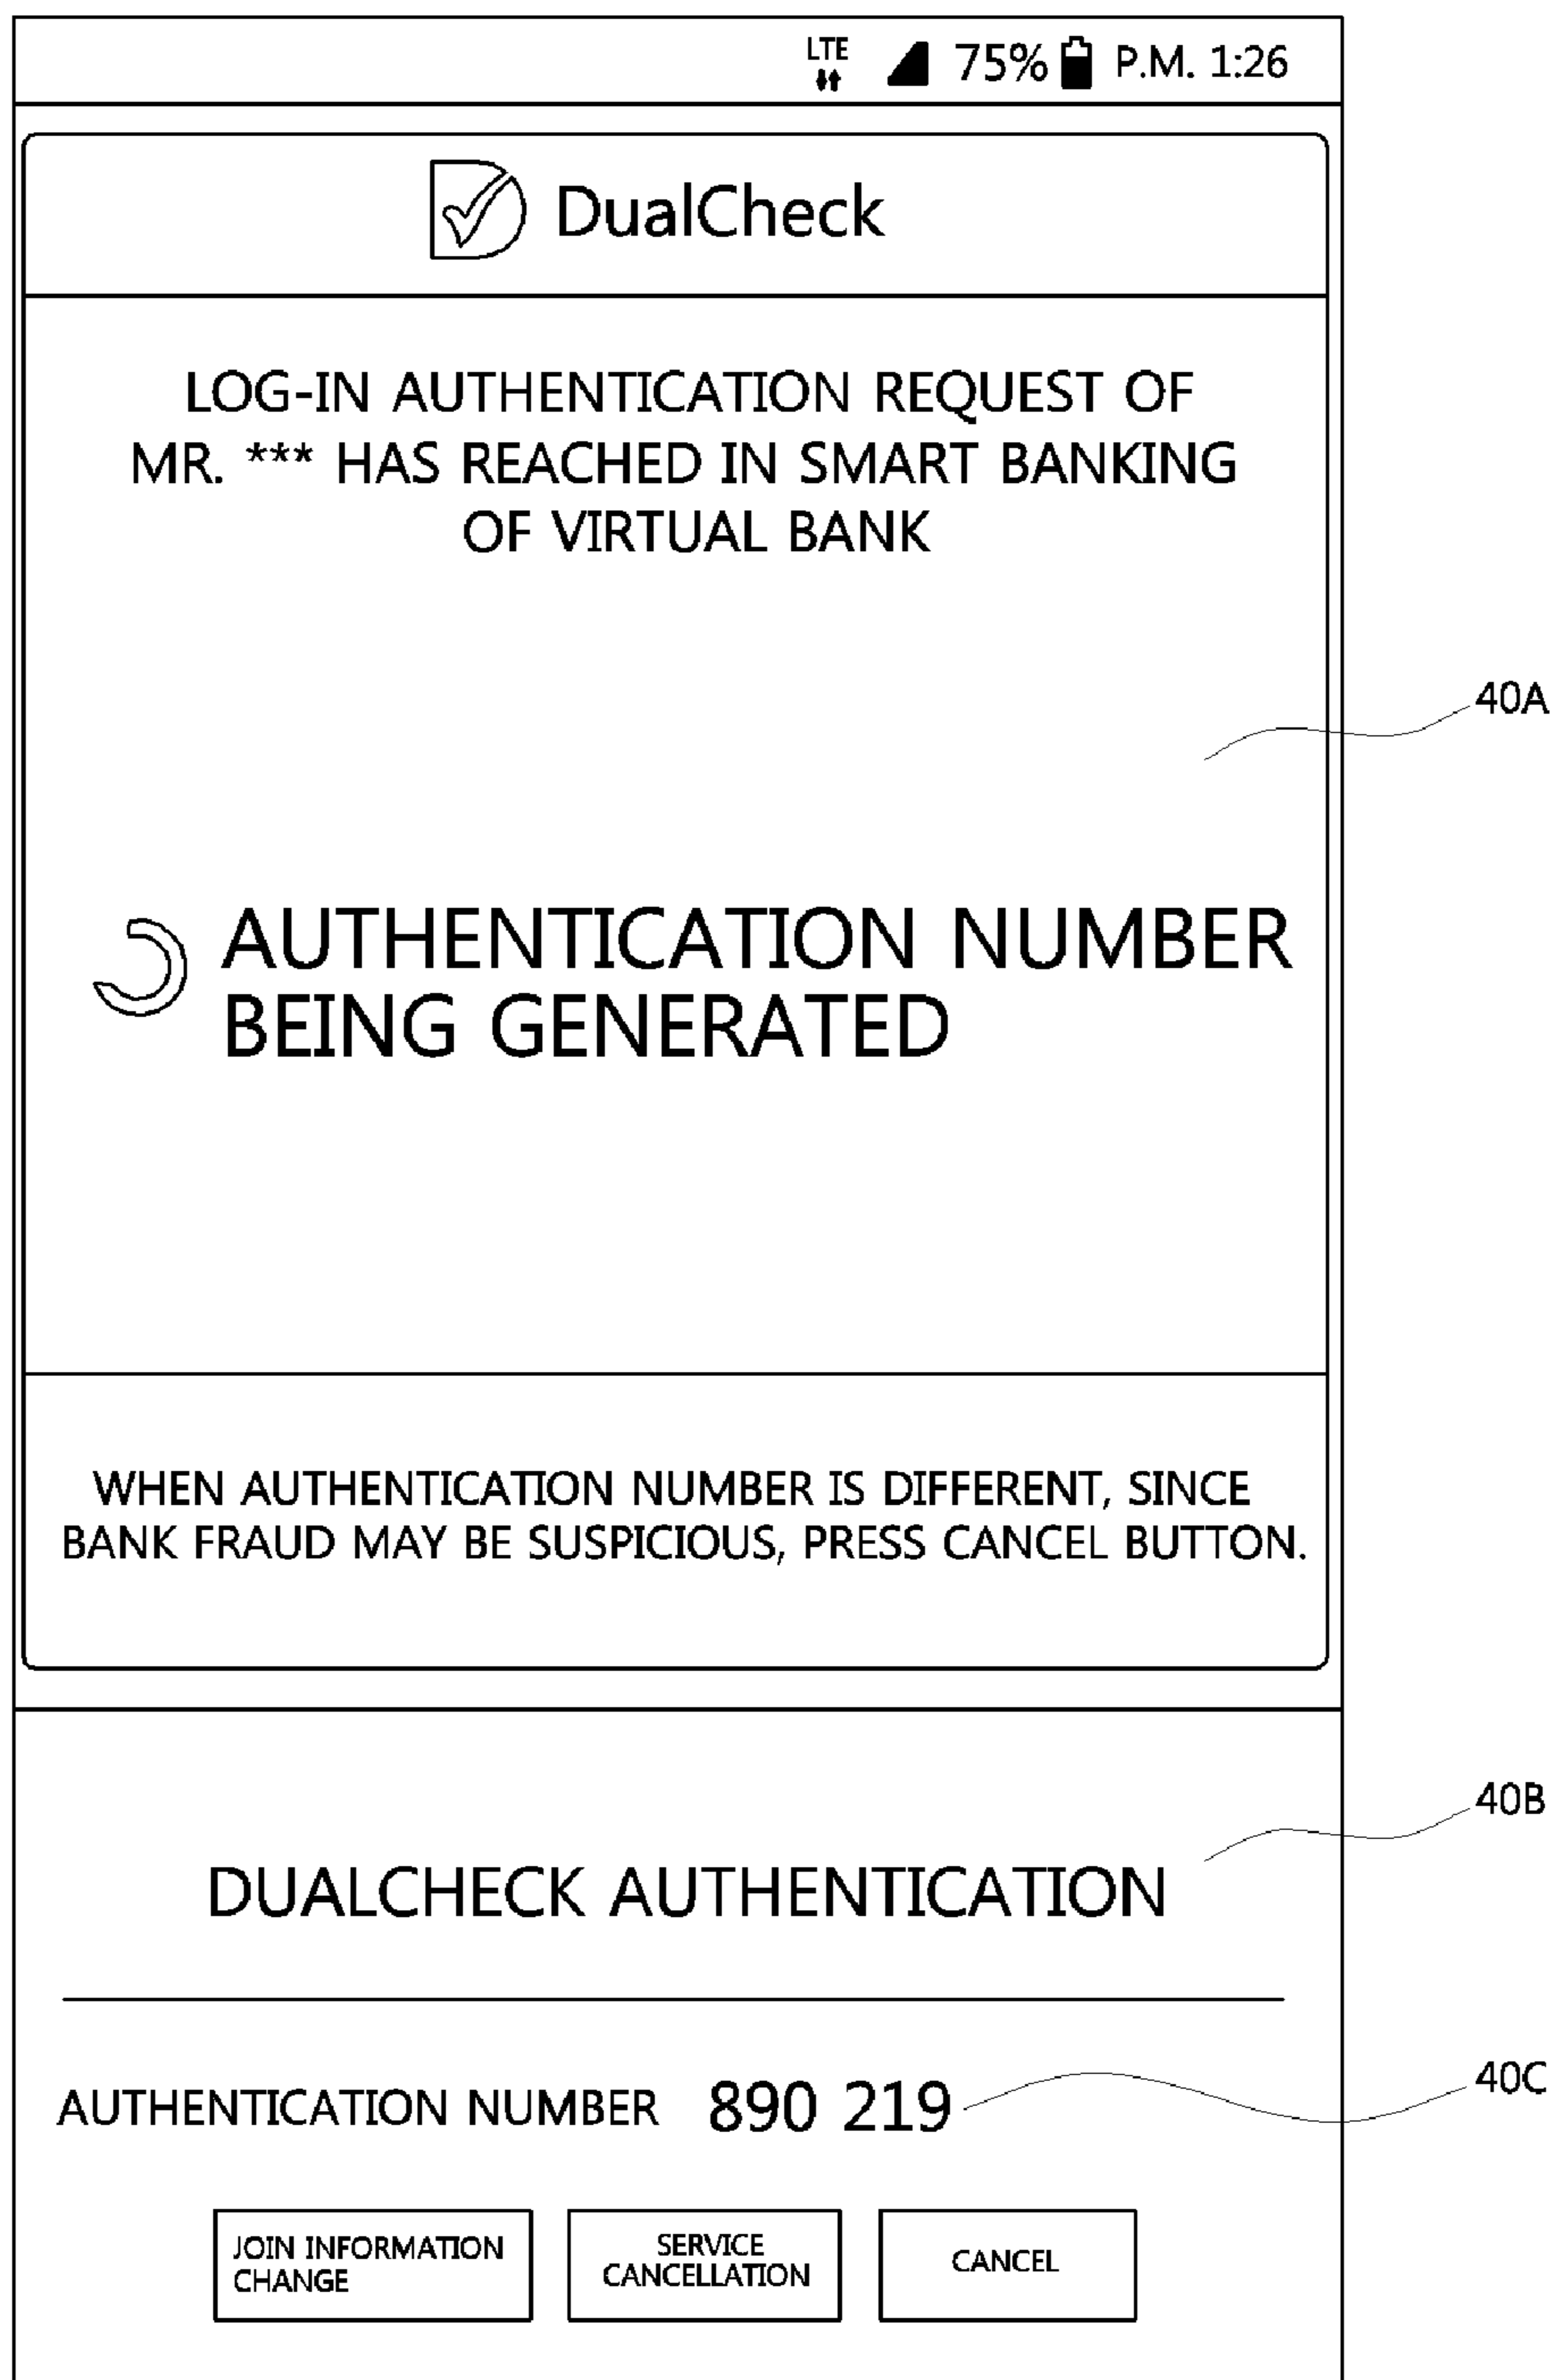 LTE 75% P.M. 1:26
DualCheck
LOG-IN AUTHENTICATION REQUEST OF
MR. *** HAS REACHED IN SMART BANKING
OF VIRTUAL BANK
40A
AUTHENTICATION NUMBER
BEING GENERATED
WHEN AUTHENTICATION NUMBER IS DIFFERENT, SINCE
BANK FRAUD MAY BE SUSPICIOUS, PRESS CANCEL BUTTON.
40B
DUALCHECK AUTHENTICATION
AUTHENTICATION NUMBER 890 219
40C
JOIN INFORMATION
CHANGE
SERVICE
CANCELLATION
CANCEL